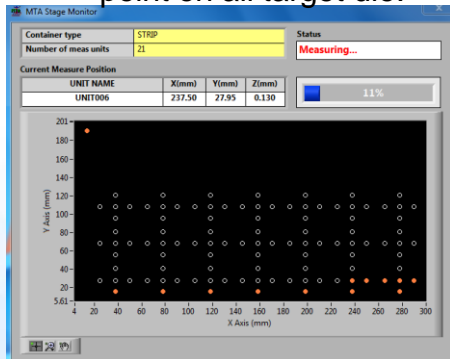 point on all target die.
MTA Stage Monitor
Container type STRIP
Number of meas units 21
Status
Measuring...
Current Measure Position
UNIT NAME X(mm) Y(mm) Z(mm)
UNIT006 237.50 27.95 0.130
11%
201
180
160
140
120
100
80
60
40
20
5.61
Y Axis (mm)
4 20 40 60 80 100 120 140 160 180 200 220 240 260 280 300
X Axis (mm)